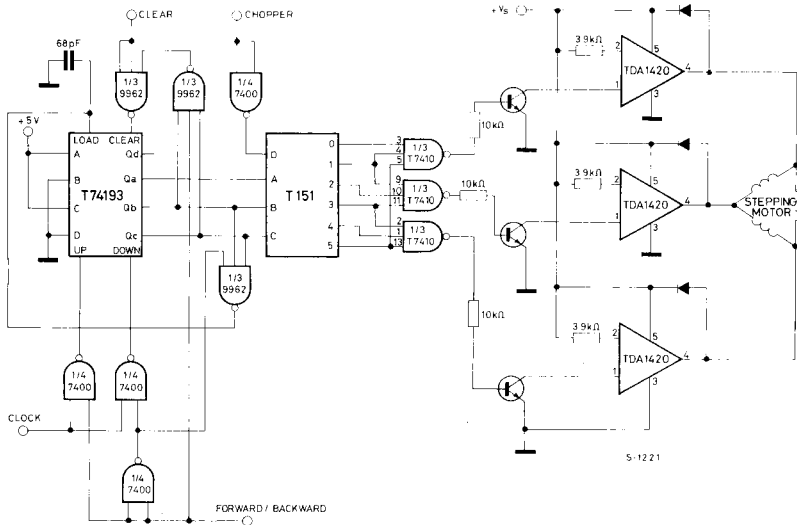 CLEAR
CHOPPER
+Vs
68pF
1/3
9962
1/3
9962
1/4
7400
+5V
LOAD CLEAR
A Qd
B Qa
T74193
C Qb
D Qc
UP DOWN
D
A
T151
B
C
0
1
2
3
4
5
3
4
5
1/3
T7410
9
10
11
1/3
T7410
2
1
13
1/3
T7410
10kΩ
10kΩ
10kΩ
3.9kΩ
2
1
5
TDA1420
4
3
3.9kΩ
2
1
5
TDA1420
4
3
STEPPING
MOTOR
3.9kΩ
2
1
5
TDA1420
4
3
1/3
9962
1/4
7400
1/4
7400
CLOCK
1/4
7400
FORWARD / BACKWARD
S-1221